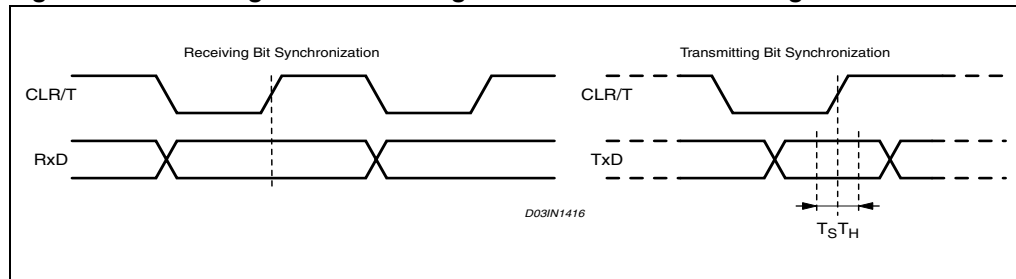 Receiving Bit Synchronization
Transmitting Bit Synchronization
CLR/T
CLR/T
RxD
TxD
D03IN1416
TSTH